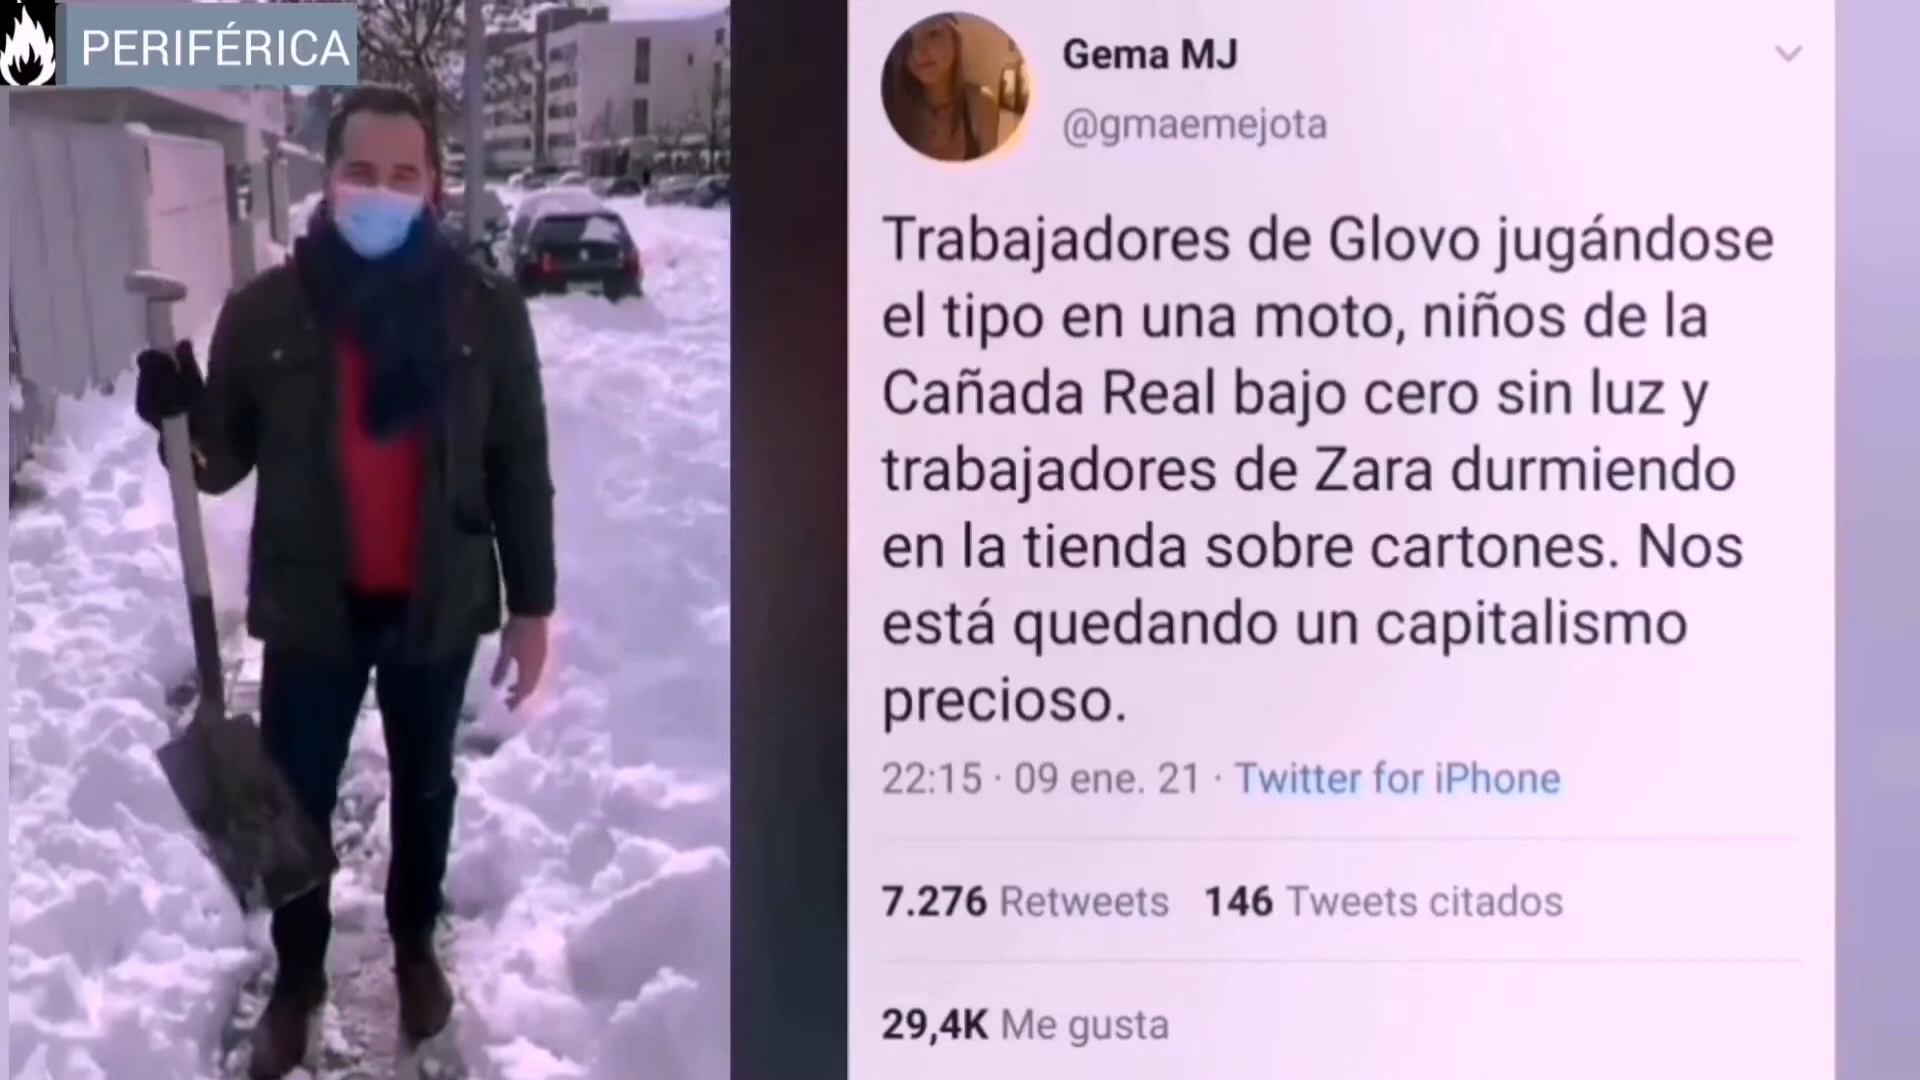 PERIFÉRICA
Gema MJ
@gmaemejota
Trabajadores de Glovo jugándose
el tipo en una moto, niños de la
Cañada Real bajo cero sin luz y
trabajadores de Zara durmiendo
en la tienda sobre cartones. Nos
está quedando un capitalismo
precioso.
22:15 · 09 ene. 21 · Twitter for iPhone
7.276 Retweets 146 Tweets citados
29,4K Me gusta